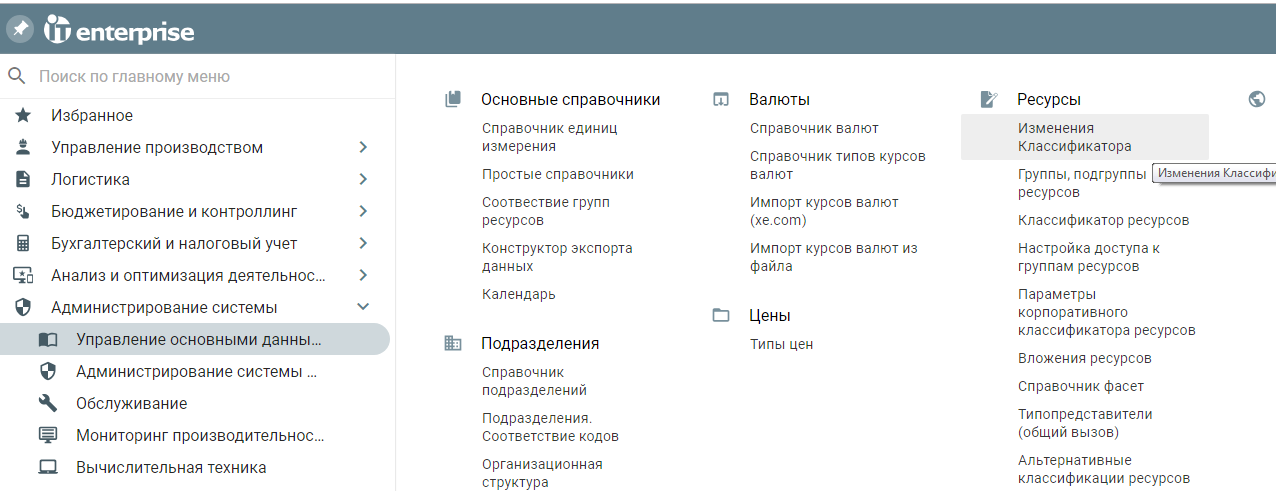 iT enterprise
Поиск по главному меню
Избранное
Управление производством
Логистика
Бюджетирование и контроллинг
Бухгалтерский и налоговый учет
Анализ и оптимизация деятельнос...
Администрирование системы
Управление основными данны...
Администрирование системы ...
Обслуживание
Мониторинг производительнос...
Вычислительная техника
Основные справочники
Справочник единиц
измерения
Простые справочники
Соотвествие групп
ресурсов
Конструктор экспорта
данных
Календарь
Подразделения
Справочник
подразделений
Подразделения.
Соответствие кодов
Организационная
структура
Валюты
Справочник валют
Справочник типов курсов
валют
Импорт курсов валют
(xe.com)
Импорт курсов валют из
файла
Цены
Типы цен
Ресурсы
Изменения
Классификатора
Изменения Классифи
Группы, подгруппы
ресурсов
Классификатор ресурсов
Настройка доступа к
группам ресурсов
Параметры
корпоративного
классификатора ресурсов
Вложения ресурсов
Справочник фасет
Типопредставители
(общий вызов)
Альтернативные
классификации ресурсов